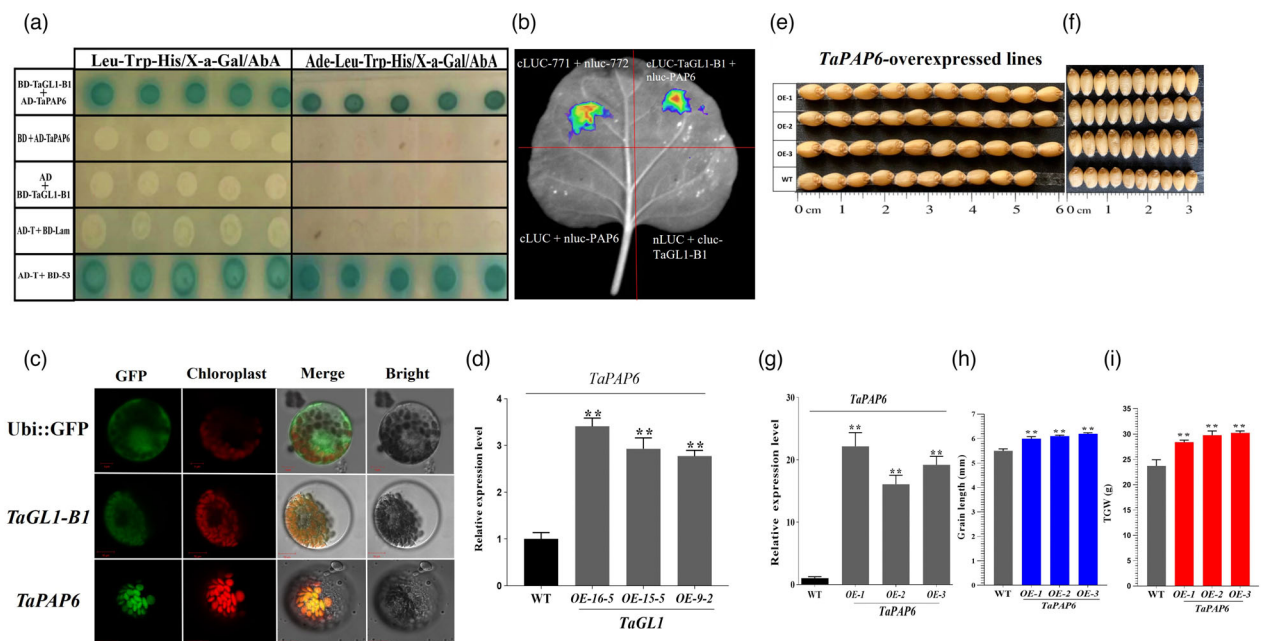 (a)
Leu-Trp-His/X-a-Gal/AbA
Ade-Leu-Trp-His/X-a-Gal/AbA
BD-TaGL1-B1
+
AD-TaPAP6
BD+AD-TaPAP6
AD
+
BD-TaGL1-B1
AD-T+BD-Lam
AD-T+BD-53
(b)
cLUC-771 + nluc-772
cLUC-TaGL1-B1 +
nluc-PAP6
cLUC + nluc-PAP6
nLUC + cluc-
TaGL1-B1
(e)
TaPAP6-overexpressed lines
OE-1
OE-2
OE-3
WT
0 cm 1 2 3 4 5 6
(f)
0 cm 1 2 3
(c)
GFP Chloroplast Merge Bright
Ubi::GFP
TaGL1-B1
TaPAP6
(d)
TaPAP6
Relative expression level
4
3
2
1
0
** ** **
WT OE-16-5 OE-15-5 OE-9-2
TaGL1
(g)
TaPAP6
Relative expression level
30
20
10
0
** ** **
WT OE-1 OE-2 OE-3
TaPAP6
(h)
Grain length (mm)
7
6
5
4
3
2
1
0
** ** **
WT OE-1 OE-2 OE-3
TaPAP6
(i)
TGW (g)
35
30
25
20
15
10
5
0
** ** **
WT OE-1 OE-2 OE-3
TaPAP6